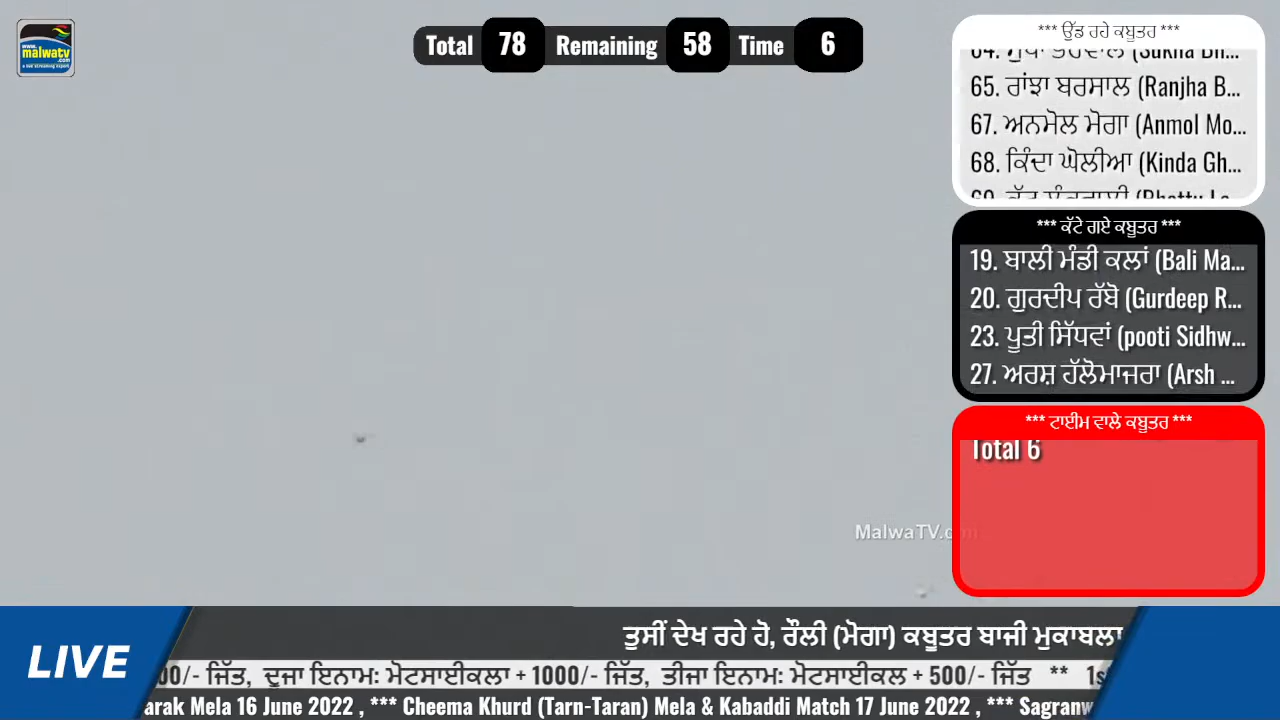 www.
malwatv
.com
Total 78 Remaining 58 Time 6
*** ਉੱਡ ਰਹੇ ਕਬੂਤਰ ***
65. ਰਾਂਝਾ ਬਰਸਾਲ (Ranjha B...
67. ਅਨਮੋਲ ਮੋਗਾ (Anmol Mo...
68. ਕਿੰਦਾ ਘੋਲੀਆ (Kinda Gh...
*** ਕੱਟੇ ਗਏ ਕਬੂਤਰ ***
19. ਬਾਲੀ ਮੰਡੀ ਕਲਾਂ (Bali Ma...
20. ਗੁਰਦੀਪ ਰੱਬੋ (Gurdeep R...
23. ਪੂਤੀ ਸਿੱਧਵਾਂ (pooti Sidhw...
27. ਅਰਸ਼ ਹੱਲੋਮਾਜਰਾ (Arsh ...
*** ਟਾਈਮ ਵਾਲੇ ਕਬੂਤਰ ***
Total 6
MalwaTV.com
ਤੁਸੀਂ ਦੇਖ ਰਹੇ ਹੋ, ਰੌਲੀ (ਮੋਗਾ) ਕਬੂਤਰ ਬਾਜੀ ਮੁਕਾਬਲਾ
LIVE
00/- ਜਿੱਤ, ਦੂਜਾ ਇਨਾਮ: ਮੋਟਸਾਈਕਲਾ + 1000/- ਜਿੱਤ, ਤੀਜਾ ਇਨਾਮ: ਮੋਟਸਾਈਕਲ + 500/- ਜਿੱਤ ** 1s
arak Mela 16 June 2022 , *** Cheema Khurd (Tarn-Taran) Mela & Kabaddi Match 17 June 2022 , *** Sagranw